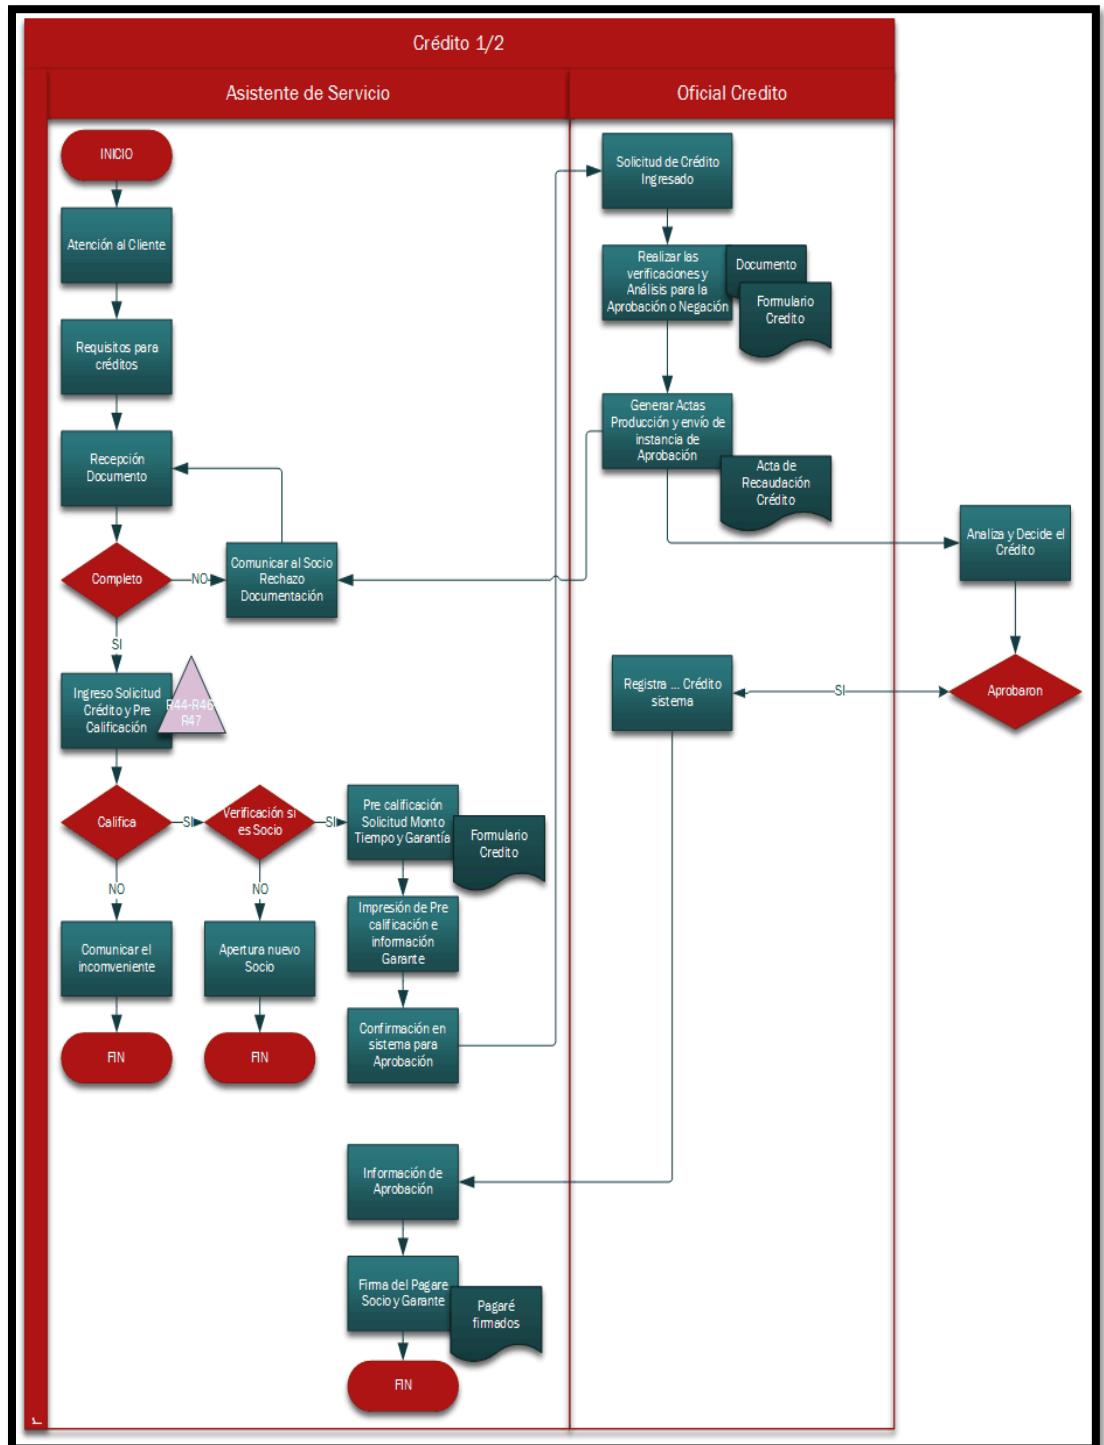 Crédito 1/2
Asistente de Servicio
Oficial Credito
INICIO
Atención al Cliente
Requisitos para
créditos
Recepción
Documento
Completo
NO
Comunicar al Socio
Rechazo
Documentación
SI
Ingreso Solicitud
Crédito y Pre
Calificación
R44-R46
R47
Califica
SI
Verificación si
es Socio
SI
Pre calificación
Solicitud Monto
Tiempo y Garantía
Formulario
Credito
NO
NO
Comunicar el
incomveniente
Apertura nuevo
Socio
Impresión de Pre
calificación e
información
Garante
FIN
FIN
Confirmación en
sistema para
Aprobación
Solicitud de Crédito
Ingresado
Realizar las
verificaciones y
Análisis para la
Aprobación o Negación
Documento
Formulario
Credito
Generar Actas
Producción y envío de
instancia de
Aprobación
Acta de
Recaudación
Crédito
Analiza y Decide el
Crédito
Aprobaron
SI
Registra ... Crédito
sistema
Información de
Aprobación
Firma del Pagare
Socio y Garante
Pagaré
firmados
FIN